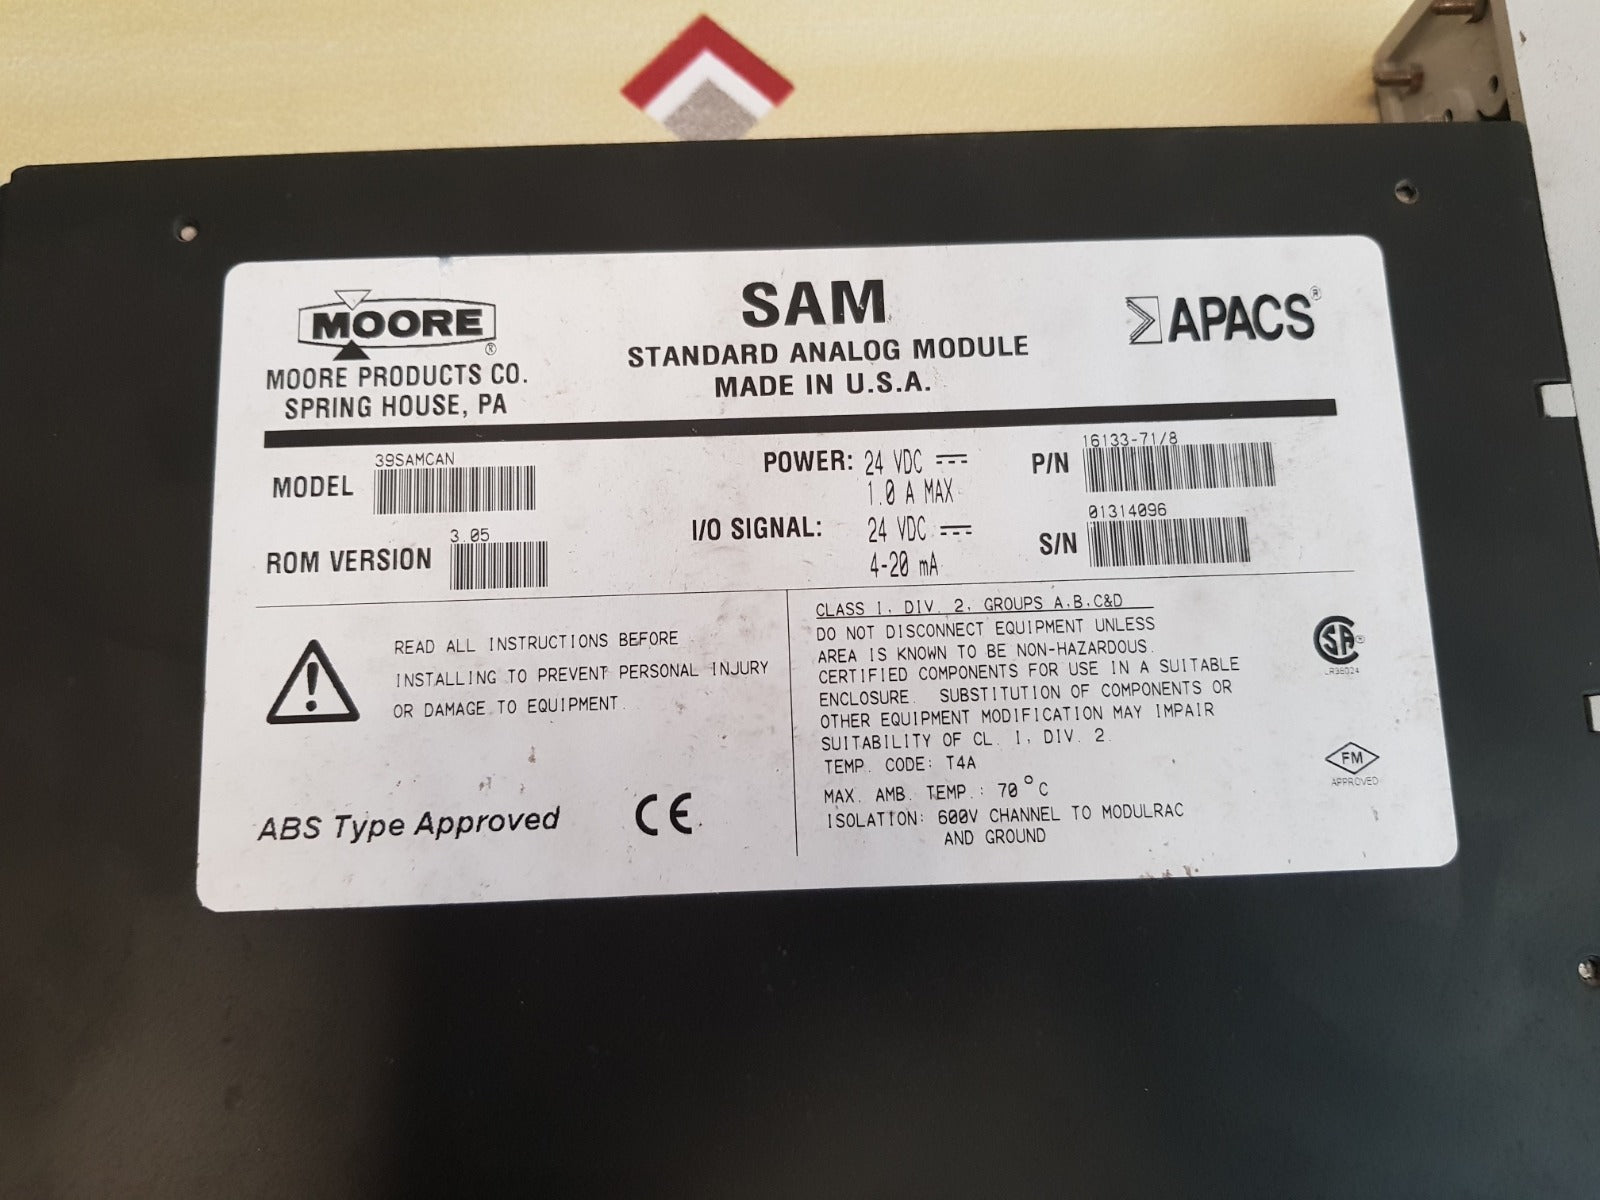 MOORE ®
MOORE PRODUCTS CO.
SPRING HOUSE, PA
SAM
STANDARD ANALOG MODULE
MADE IN U.S.A.
APACS®
MODEL
39SAMCAN
ROM VERSION
3.05
POWER: 24 VDC
1.0 A MAX
I/O SIGNAL: 24 VDC
4-20 mA
P/N
16133-71/8
S/N
01314096
READ ALL INSTRUCTIONS BEFORE
INSTALLING TO PREVENT PERSONAL INJURY
OR DAMAGE TO EQUIPMENT.
ABS Type Approved
CE
CLASS I, DIV. 2, GROUPS A,B,C&D
DO NOT DISCONNECT EQUIPMENT UNLESS
AREA IS KNOWN TO BE NON-HAZARDOUS.
CERTIFIED COMPONENTS FOR USE IN A SUITABLE
ENCLOSURE. SUBSTITUTION OF COMPONENTS OR
OTHER EQUIPMENT MODIFICATION MAY IMPAIR
SUITABILITY OF CL. I, DIV. 2.
TEMP. CODE: T4A
MAX. AMB. TEMP.: 70°C
ISOLATION: 600V CHANNEL TO MODULRAC
AND GROUND
SA®
LR38024
FM
APPROVED